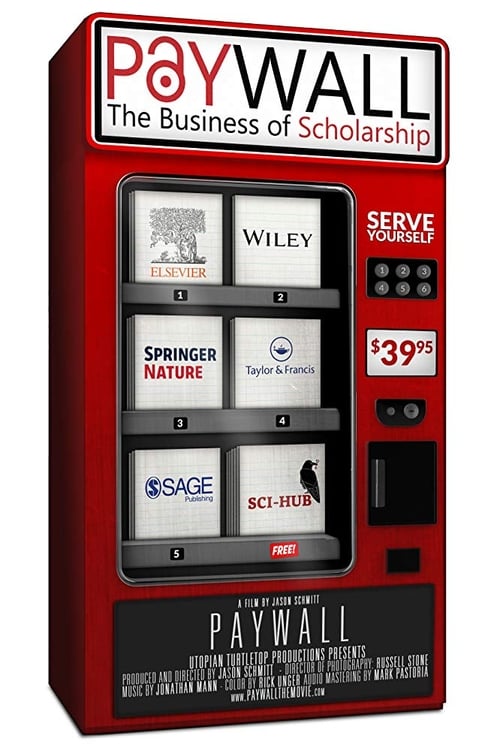 PaYWALL
The Business of Scholarship
SERVE
YOURSELF
1 2 3
4 5 6
$39.95
ELSEVIER
1
WILEY
2
SPRINGER
NATURE
3
Taylor & Francis
4
SAGE
Publishing
5
SCI-HUB
FREE!
A FILM BY JASON SCHMITT
PAYWALL
UTOPIAN TURTLETOP PRODUCTIONS PRESENTS
PRODUCED AND DIRECTED BY JASON SCHMITT - DIRECTOR OF PHOTOGRAPHY: RUSSELL STONE
MUSIC BY JONATHAN MANN - COLOR BY RICK UNGER AUDIO MASTERING BY MARK PASTORIA
WWW.PAYWALLTHEMOVIE.COM